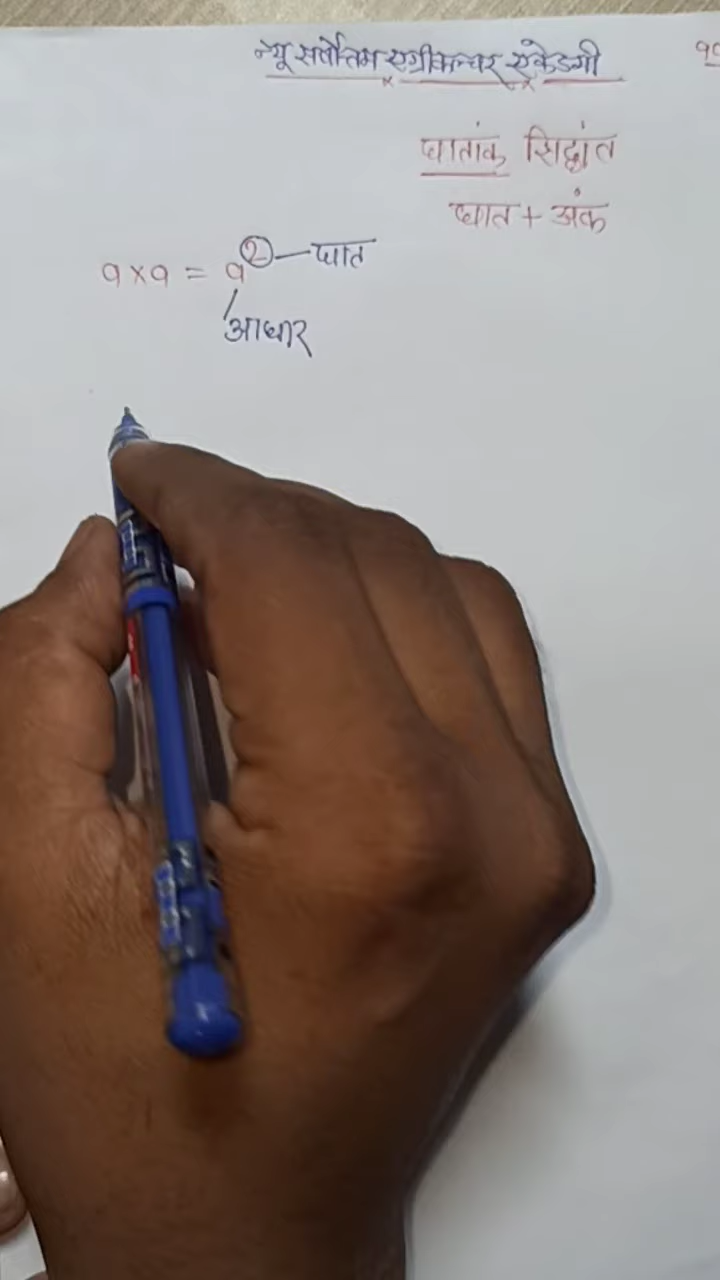 न्यू सर्वोत्तम एग्रीकल्चर एकेडमी
घातांक सिद्धांत
घात + अंक
a × a = a² — घात
आधार